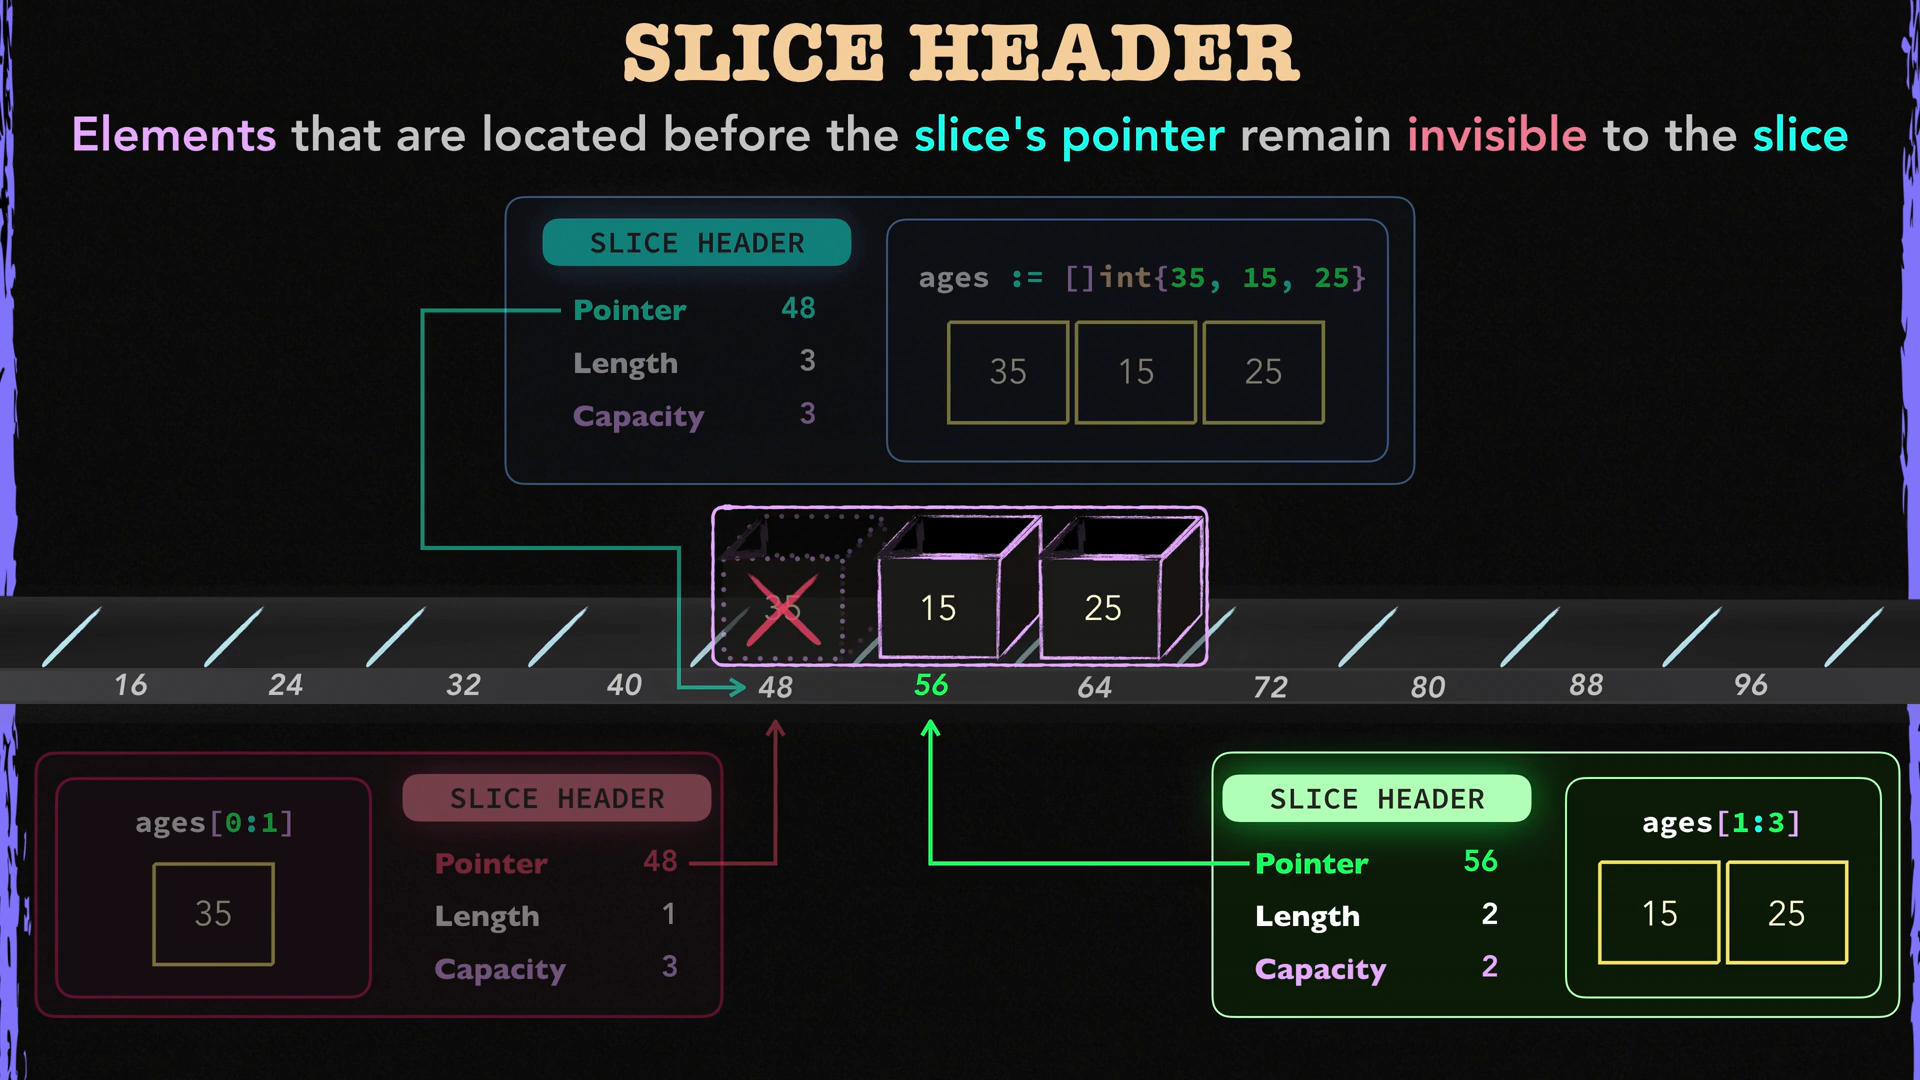 SLICE HEADER
Elements that are located before the slice's pointer remain invisible to the slice
SLICE HEADER
Pointer 48
Length 3
Capacity 3
ages := []int{35, 15, 25}
35 15 25
35 15 25
16 24 32 40 48 56 64 72 80 88 96
ages[0:1]
35
SLICE HEADER
Pointer 48
Length 1
Capacity 3
SLICE HEADER
Pointer 56
Length 2
Capacity 2
ages[1:3]
15 25